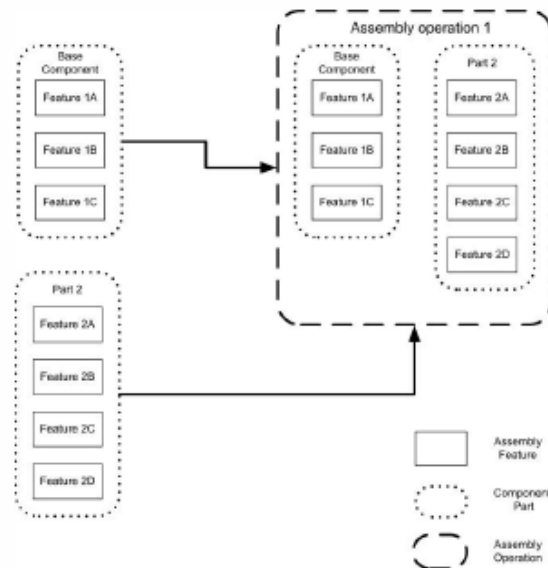 Assembly operation 1
Base
Component
Feature 1A
Feature 1B
Feature 1C
Base
Component
Feature 1A
Feature 1B
Feature 1C
Part 2
Feature 2A
Feature 2B
Feature 2C
Feature 2D
Part 2
Feature 2A
Feature 2B
Feature 2C
Feature 2D
Assembly
Feature
Component
Part
Assembly
Operation